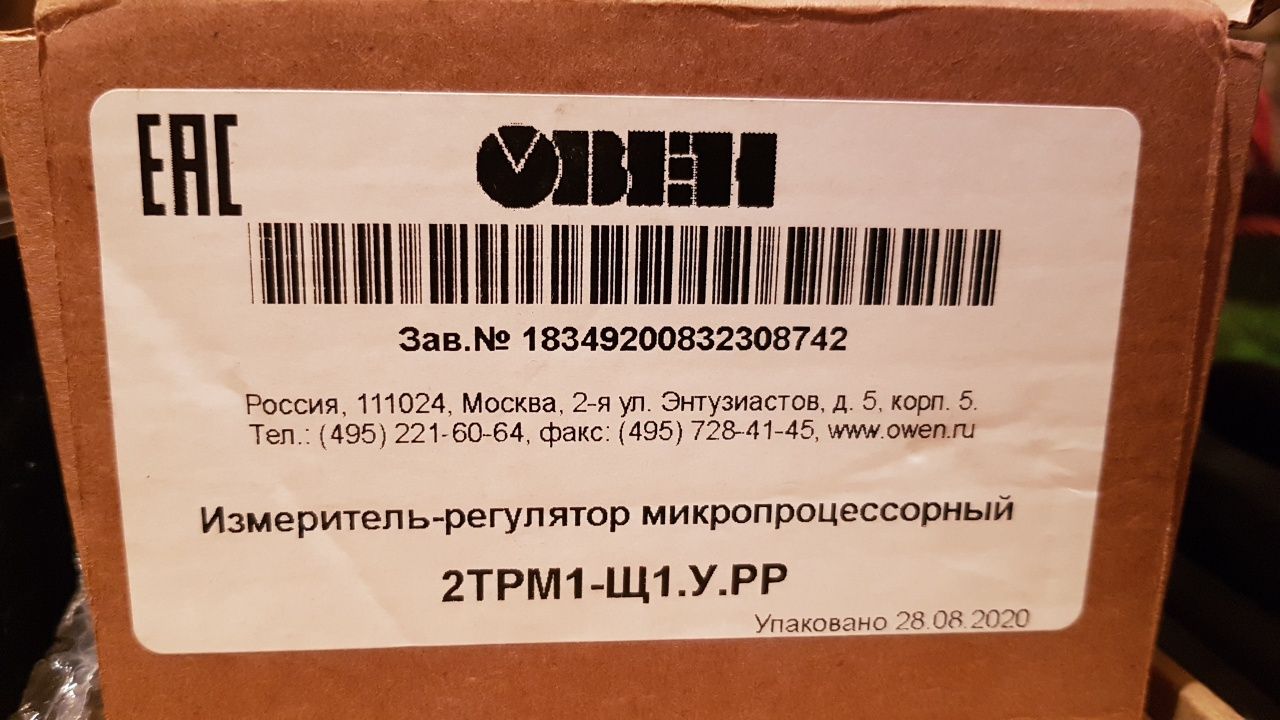 ЕАС
ОВЕН
Зав.№ 18349200832308742
Россия, 111024, Москва, 2-я ул. Энтузиастов, д. 5, корп. 5.
Тел.: (495) 221-60-64, факс: (495) 728-41-45, www.owen.ru
Измеритель-регулятор микропроцессорный
2ТРМ1-Щ1.У.РР
Упаковано 28.08.2020